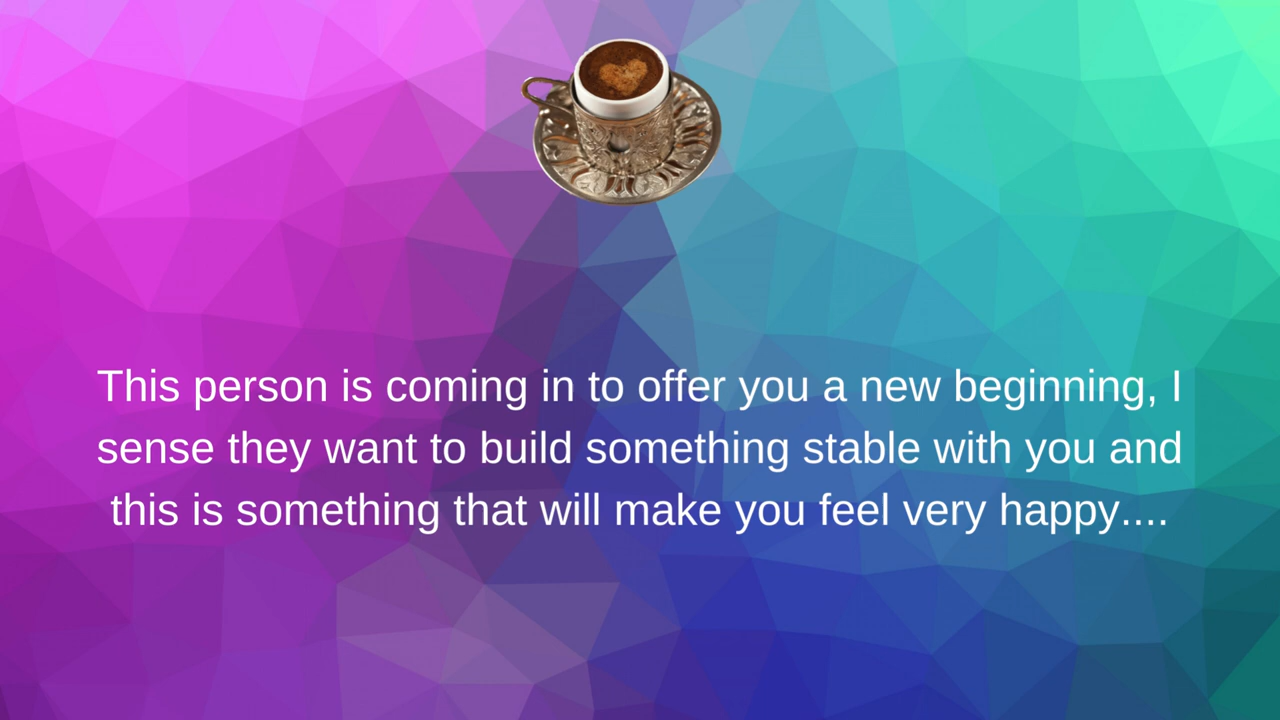 This person is coming in to offer you a new beginning, I
sense they want to build something stable with you and
this is something that will make you feel very happy....